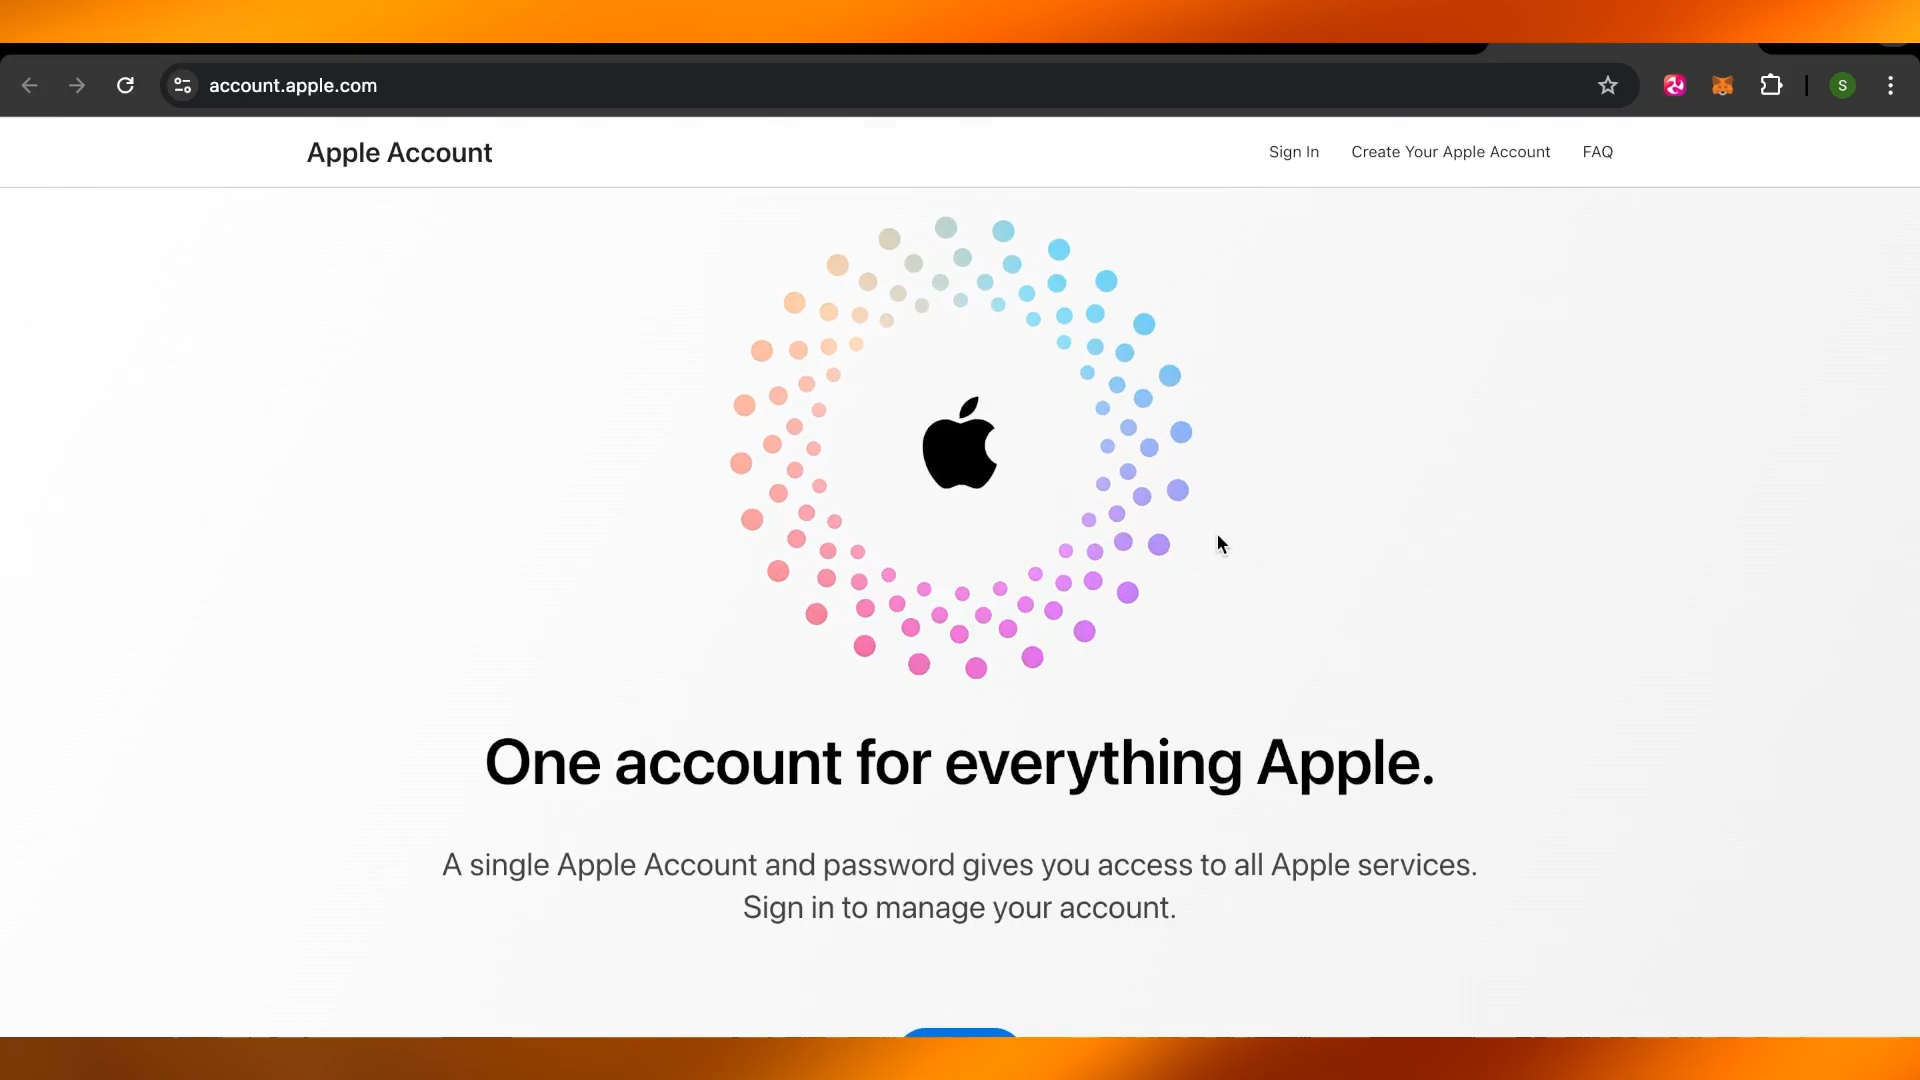 account.apple.com
S
Apple Account
Sign In
Create Your Apple Account
FAQ
One account for everything Apple.
A single Apple Account and password gives you access to all Apple services.
Sign in to manage your account.